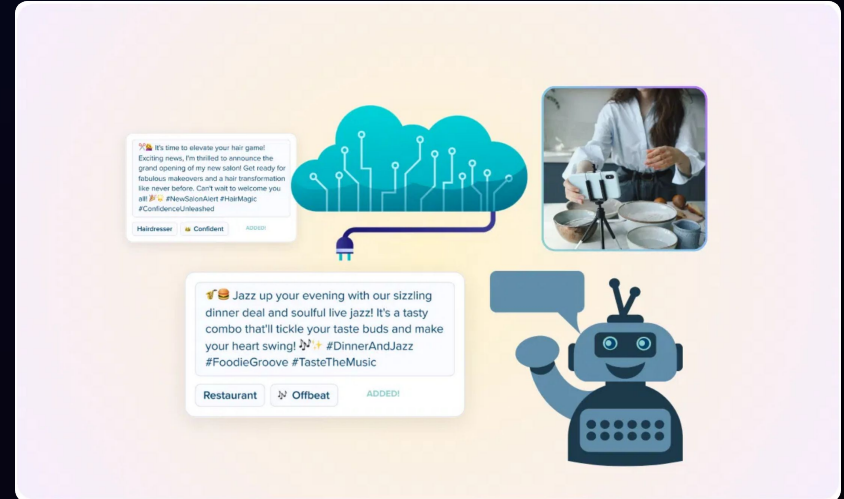 ✂️💇‍♀️ It's time to elevate your hair game!
Exciting news, I'm thrilled to announce the
grand opening of my new salon! Get ready for
fabulous makeovers and a hair transformation
like never before. Can't wait to welcome you
all! 🎉✨ #NewSalonAlert #HairMagic
#ConfidenceUnleashed
Hairdresser
Confident
ADDED!
🎷🍔 Jazz up your evening with our sizzling
dinner deal and soulful live jazz! It's a tasty
combo that'll tickle your taste buds and make
your heart swing! 🎶✨ #DinnerAndJazz
#FoodieGroove #TasteTheMusic
Restaurant
🎶 Offbeat
ADDED!